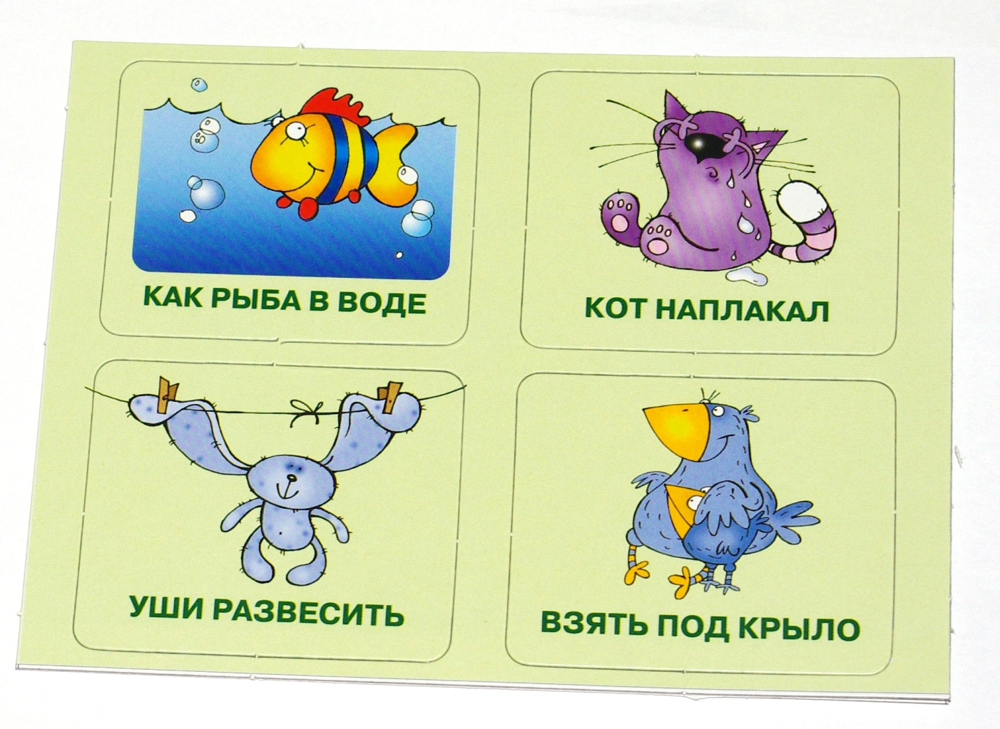 КАК РЫБА В ВОДЕ
КОТ НАПЛАКАЛ
УШИ РАЗВЕСИТЬ
ВЗЯТЬ ПОД КРЫЛО